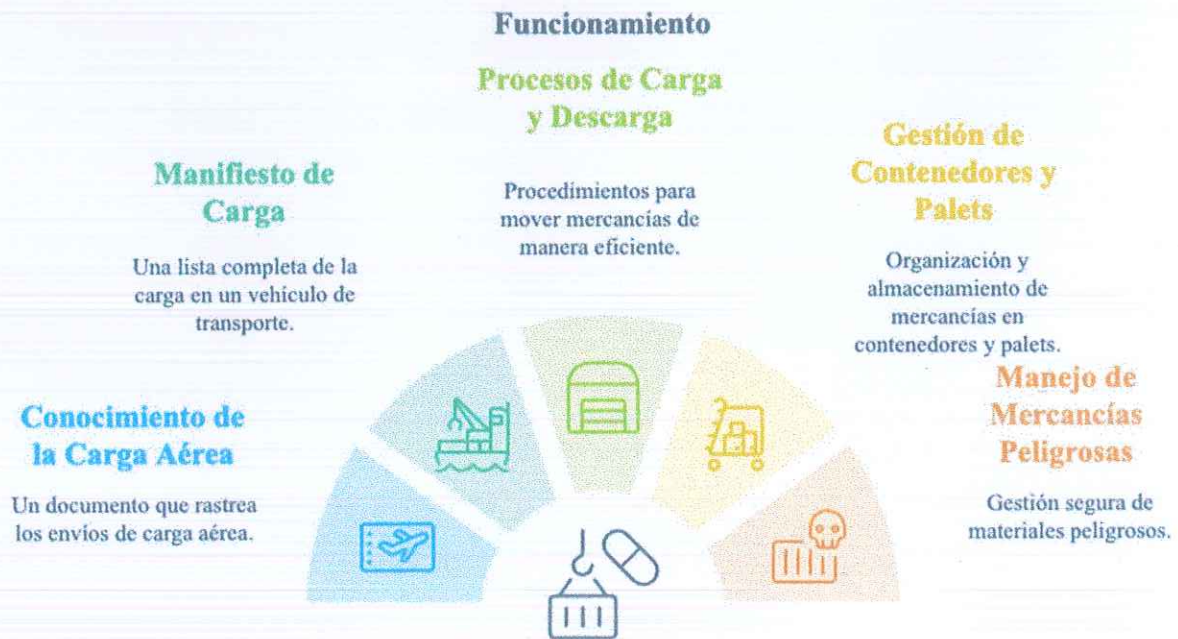 Funcionamiento
Procesos de Carga
y Descarga
Procedimientos para
mover mercancías de
manera eficiente.
Manifiesto de
Carga
Una lista completa de la
carga en un vehículo de
transporte.
Gestión de
Contenedores y
Palets
Organización y
almacenamiento de
mercancías en
contenedores y palets.
Conocimiento de
la Carga Aérea
Un documento que rastrea
los envíos de carga aérea.
Manejo de
Mercancías
Peligrosas
Gestión segura de
materiales peligrosos.